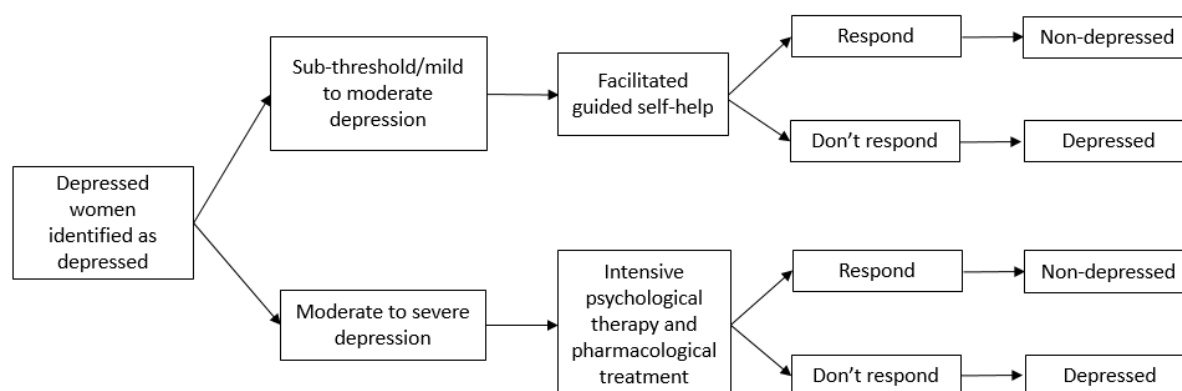 Depressed
women
identified as
depressed
Sub-threshold/mild
to moderate
depression
Facilitated
guided self-help
Respond
Non-depressed
Don’t respond
Depressed
Moderate to severe
depression
Intensive
psychological
therapy and
pharmacological
treatment
Respond
Non-depressed
Don’t respond
Depressed